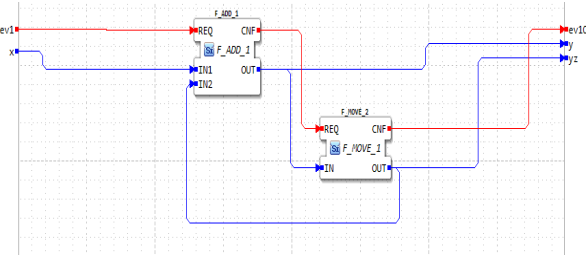 F_ADD_1
ev1
REQ
CNF
ev10
x
F_ADD_1
y
IN1
OUT
yz
IN2
F_MOVE_2
REQ
CNF
F_MOVE_1
IN
OUT